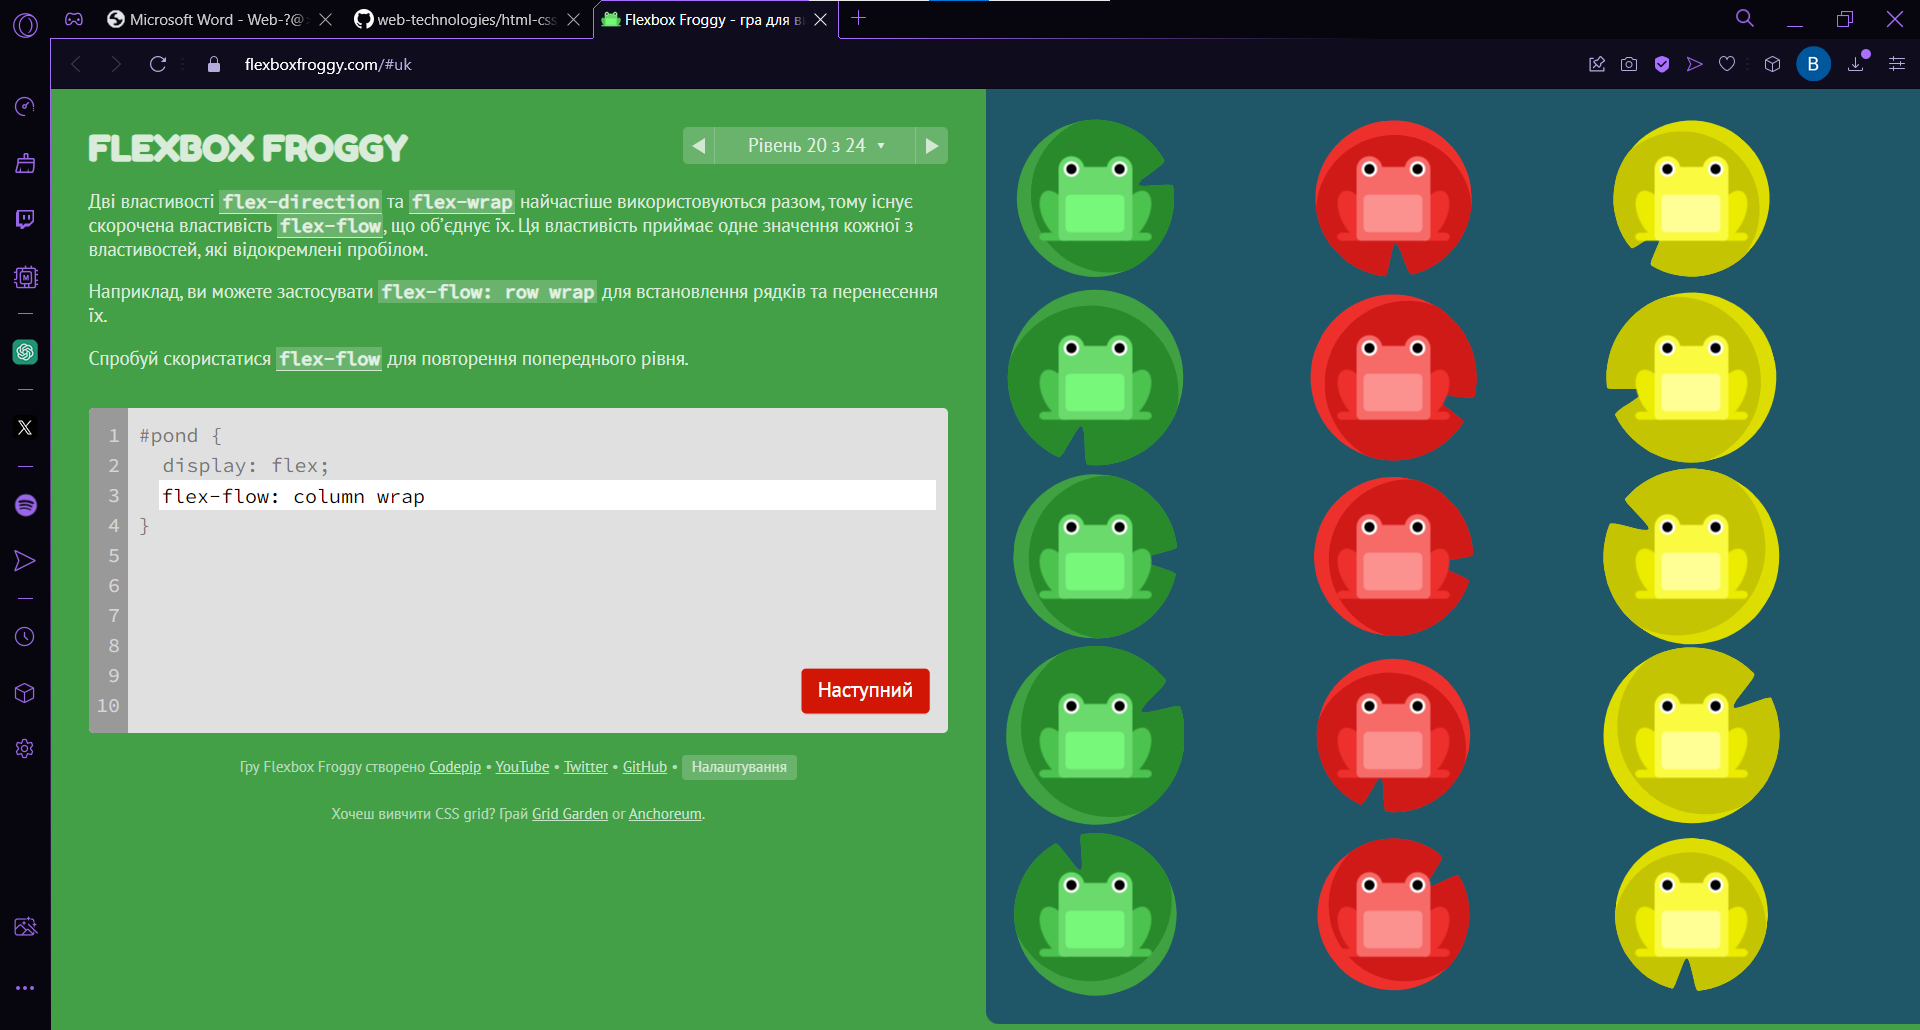 Microsoft Word - Web-?@
web-technologies/html-css
Flexbox Froggy - гра для в
flexboxfroggy.com/#uk
B
FLEXBOX FROGGY
Рівень 20 з 24
Дві властивості flex-direction та flex-wrap найчастіше використовуються разом, тому існує
скорочена властивість flex-flow, що об’єднує їх. Ця властивість приймає одне значення кожної з
властивостей, які відокремлені пробілом.
Наприклад, ви можете застосувати flex-flow: row wrap для встановлення рядків та перенесення
їх.
Спробуй скористатися flex-flow для повторення попереднього рівня.
1 #pond {
2 display: flex;
3 flex-flow: column wrap
4 }
5
6
7
8
9
10
Наступний
Гру Flexbox Froggy створено Codepip • YouTube • Twitter • GitHub • Налаштування
Хочеш вивчити CSS grid? Грай Grid Garden or Anchoreum.